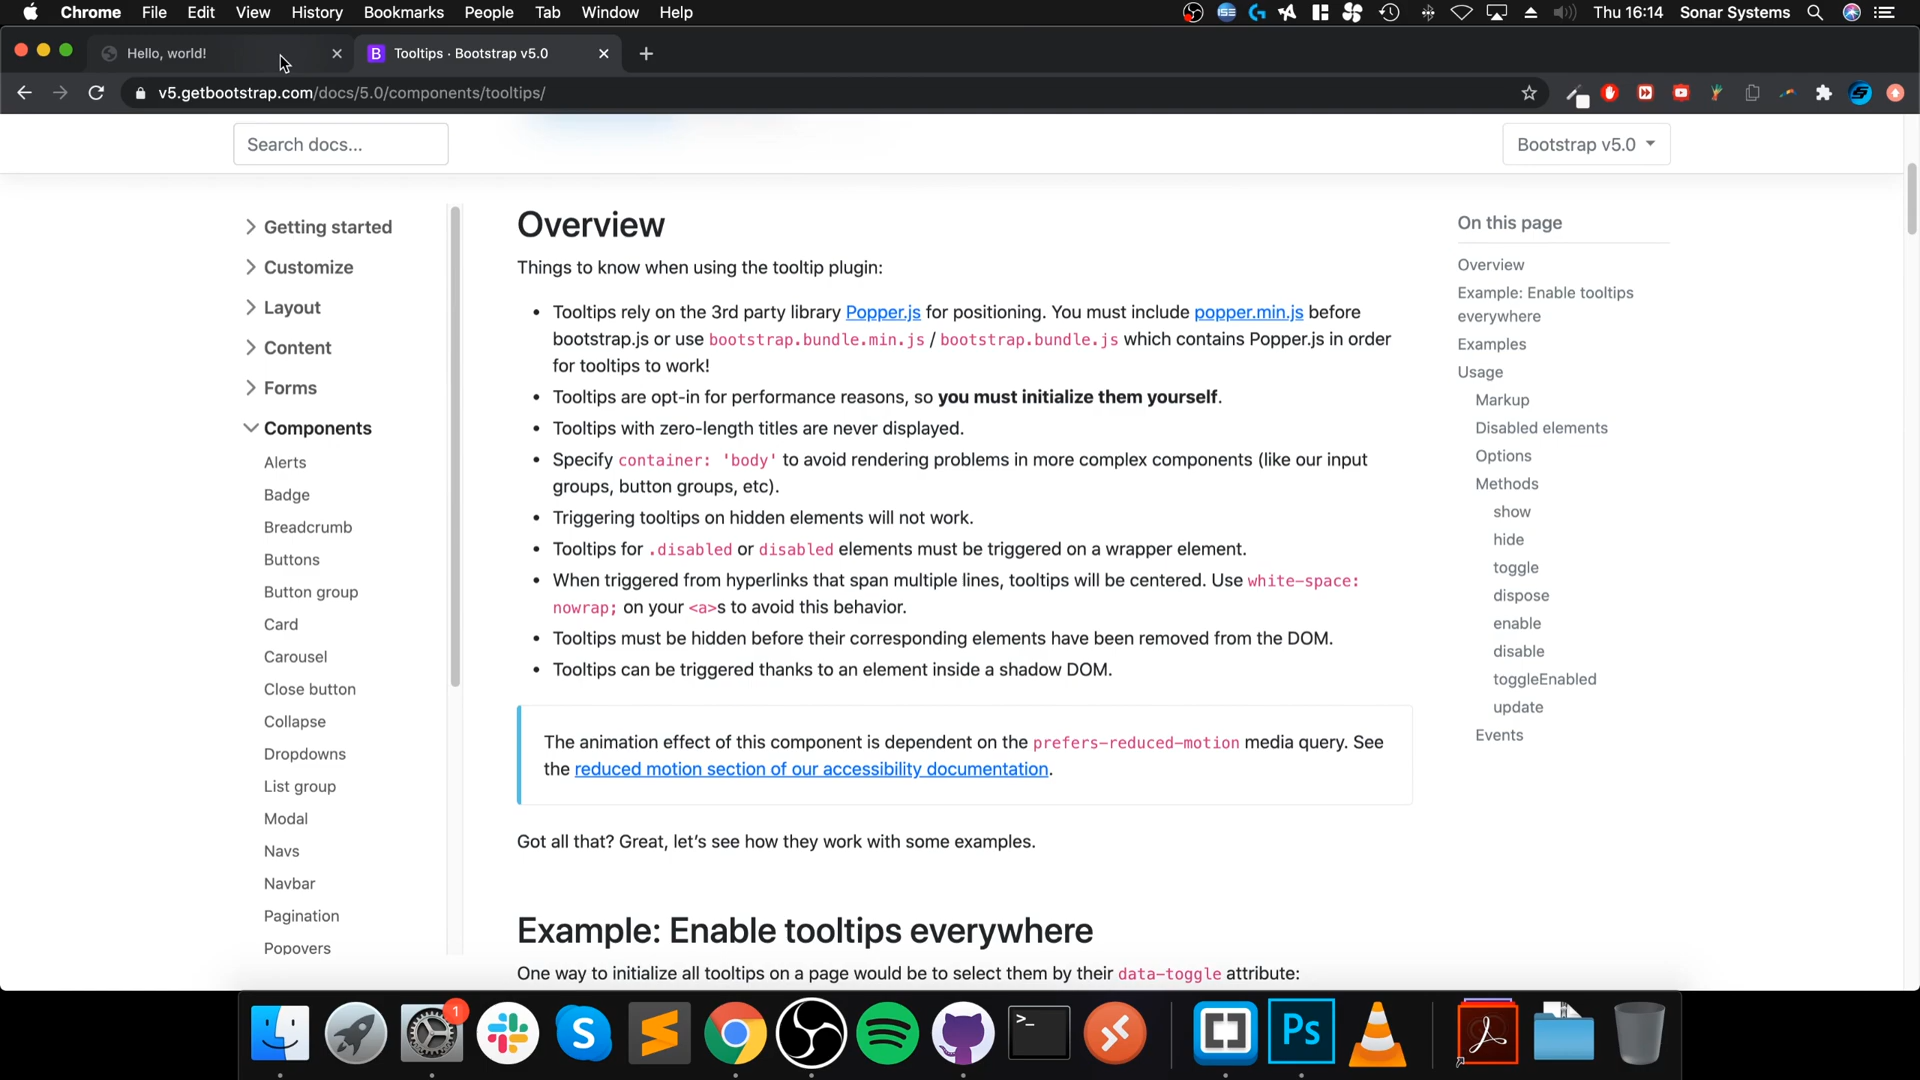 Chrome File Edit View History Bookmarks People Tab Window Help
Thu 16:14 Sonar Systems
Hello, world!
B Tooltips · Bootstrap v5.0
v5.getbootstrap.com/docs/5.0/components/tooltips/
Search docs...
Bootstrap v5.0
Getting started
Customize
Layout
Content
Forms
Components
Alerts
Badge
Breadcrumb
Buttons
Button group
Card
Carousel
Close button
Collapse
Dropdowns
List group
Modal
Navs
Navbar
Pagination
Popovers
Overview
Things to know when using the tooltip plugin:
• Tooltips rely on the 3rd party library Popper.js for positioning. You must include popper.min.js before
bootstrap.js or use bootstrap.bundle.min.js / bootstrap.bundle.js which contains Popper.js in order
for tooltips to work!
• Tooltips are opt-in for performance reasons, so you must initialize them yourself.
• Tooltips with zero-length titles are never displayed.
• Specify container: 'body' to avoid rendering problems in more complex components (like our input
groups, button groups, etc).
• Triggering tooltips on hidden elements will not work.
• Tooltips for .disabled or disabled elements must be triggered on a wrapper element.
• When triggered from hyperlinks that span multiple lines, tooltips will be centered. Use white-space:
nowrap; on your <a>s to avoid this behavior.
• Tooltips must be hidden before their corresponding elements have been removed from the DOM.
• Tooltips can be triggered thanks to an element inside a shadow DOM.
The animation effect of this component is dependent on the prefers-reduced-motion media query. See
the reduced motion section of our accessibility documentation.
Got all that? Great, let's see how they work with some examples.
Example: Enable tooltips everywhere
One way to initialize all tooltips on a page would be to select them by their data-toggle attribute:
On this page
Overview
Example: Enable tooltips
everywhere
Examples
Usage
Markup
Disabled elements
Options
Methods
show
hide
toggle
dispose
enable
disable
toggleEnabled
update
Events
1
S
>_
Ps